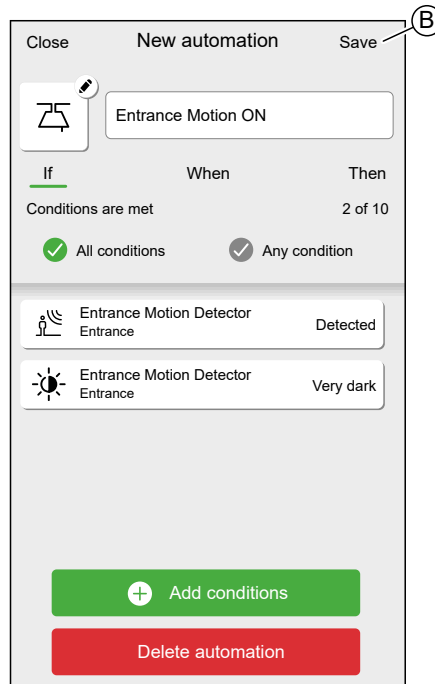 B
Close New automation Save
Entrance Motion ON
If When Then
Conditions are met 2 of 10
All conditions Any condition
Entrance Motion Detector
Entrance
Detected
Entrance Motion Detector
Entrance
Very dark
Add conditions
Delete automation